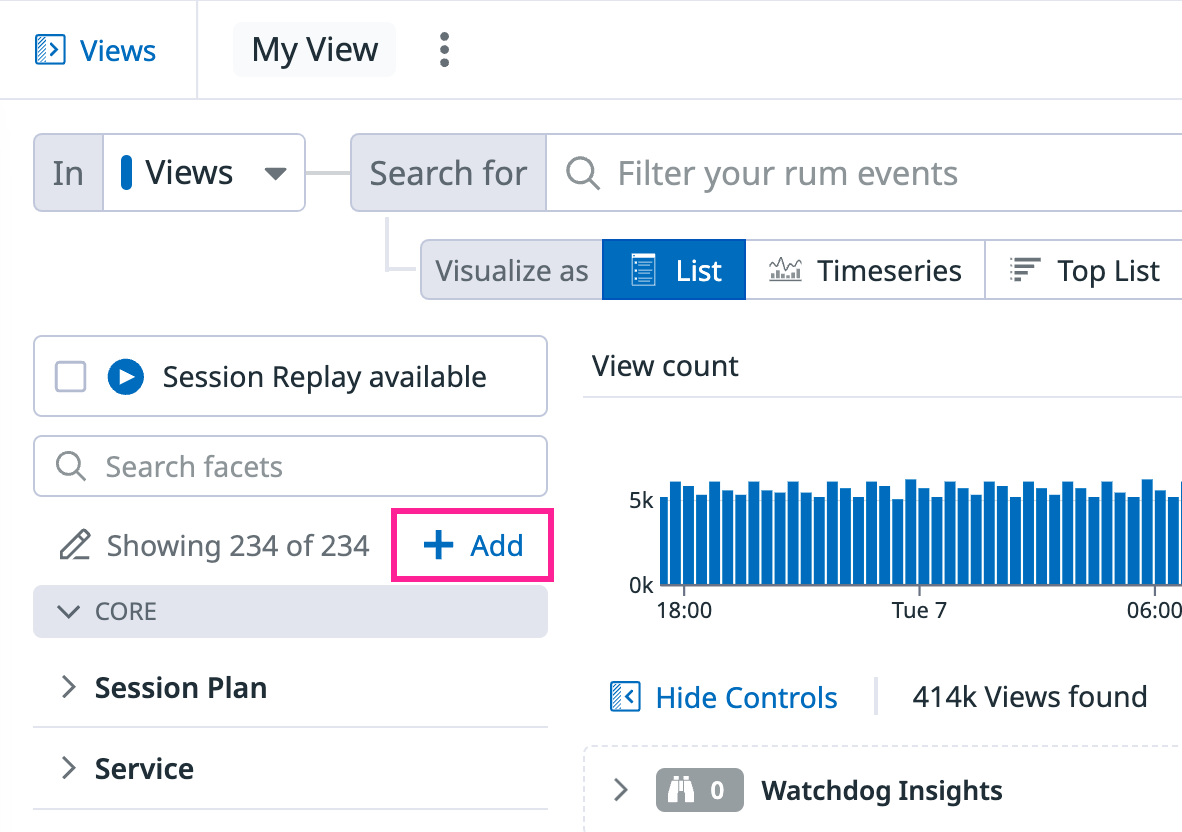 Views My View
In Views Search for Filter your rum events
Visualize as List Timeseries Top List
Session Replay available
View count
Search facets
5k
Showing 234 of 234 + Add
0k
CORE
18:00 Tue 7 06:00
Session Plan
Hide Controls 414k Views found
Service
0 Watchdog Insights